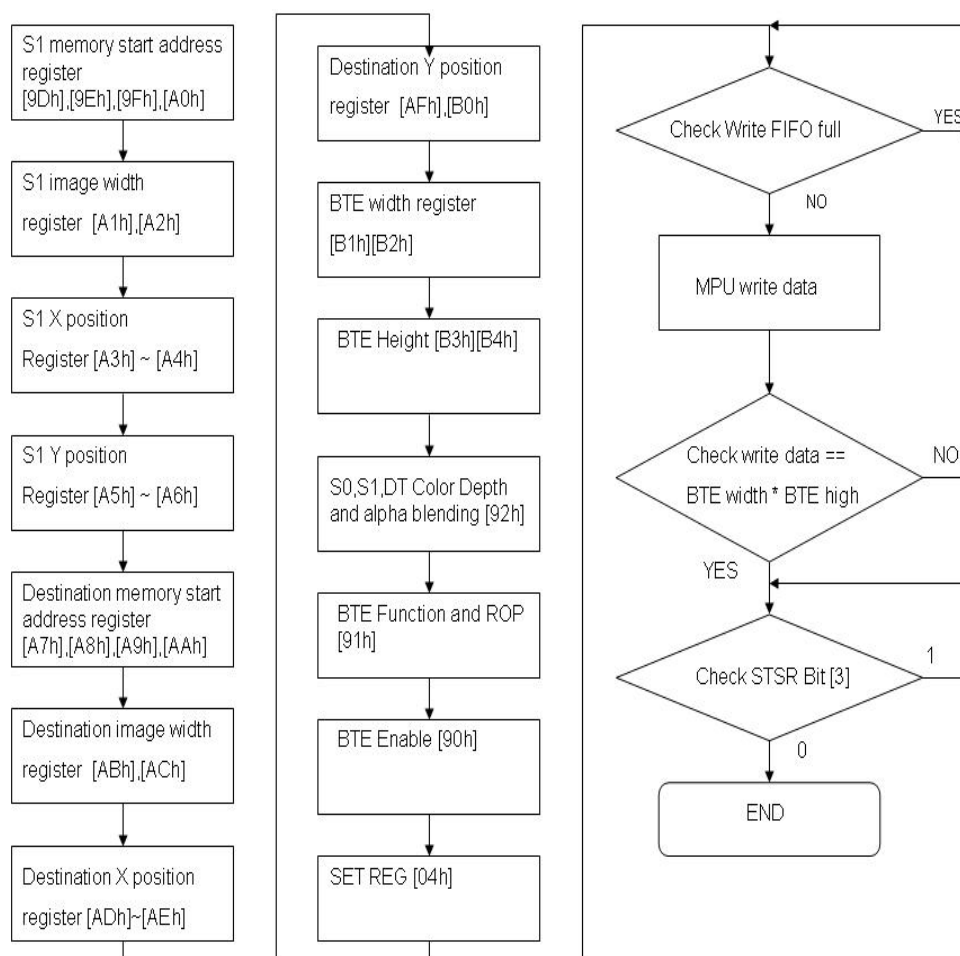 S1 memory start address
register
[9Dh],[9Eh],[9Fh],[A0h]
S1 image width
register [A1h],[A2h]
S1 X position
Register [A3h] ~ [A4h]
S1 Y position
Register [A5h] ~ [A6h]
Destination memory start
address register
[A7h],[A8h],[A9h],[AAh]
Destination image width
register [ABh],[ACh]
Destination X position
register [ADh]~[AEh]
Destination Y position
register [AFh],[B0h]
BTE width register
[B1h][B2h]
BTE Height [B3h][B4h]
S0,S1,DT Color Depth
and alpha blending [92h]
BTE Function and ROP
[91h]
BTE Enable [90h]
SET REG [04h]
Check Write FIFO full
YES
NO
MPU write data
Check write data ==
BTE width * BTE high
NO
YES
Check STSR Bit [3]
1
0
END